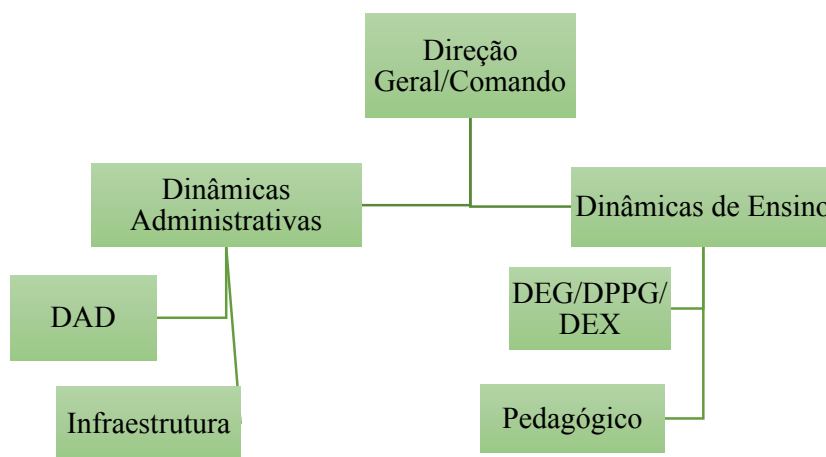 Direção
Geral/Comando
Dinâmicas
Administrativas
Dinâmicas de Ensino
DAD
DEG/DPPG/
DEX
Infraestrutura
Pedagógico